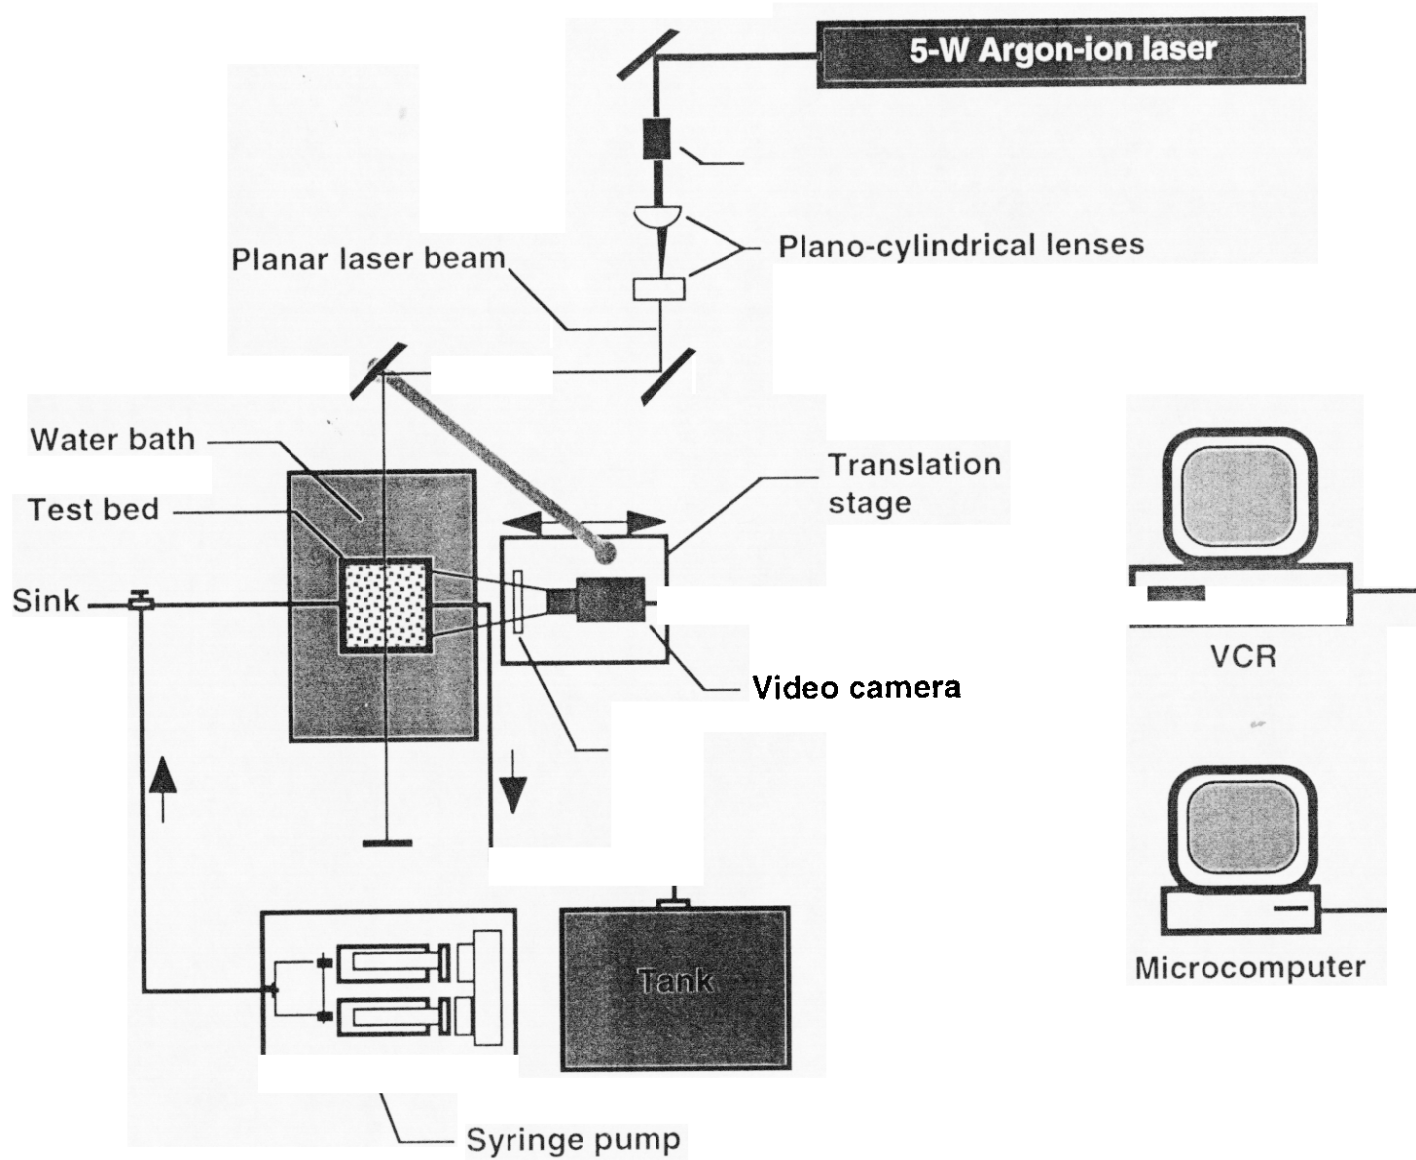 5-W Argon-ion laser
Plano-cylindrical lenses
Planar laser beam
Water bath
Translation
stage
Test bed
Sink
VCR
Video camera
Microcomputer
Tank
Syringe pump